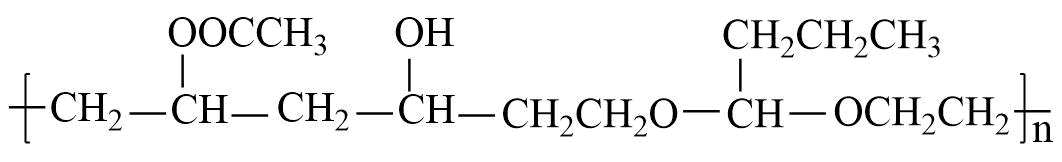 OOCCH₃ OH CH₂CH₂CH₃
[CH₂—CH—CH₂—CH—CH₂CH₂O—CH—OCH₂CH₂]n